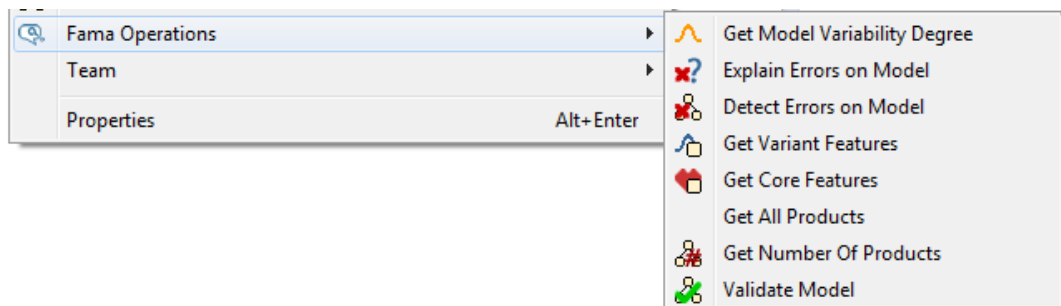 Fama Operations
Team
Properties Alt+Enter
Get Model Variability Degree
Explain Errors on Model
Detect Errors on Model
Get Variant Features
Get Core Features
Get All Products
Get Number Of Products
Validate Model